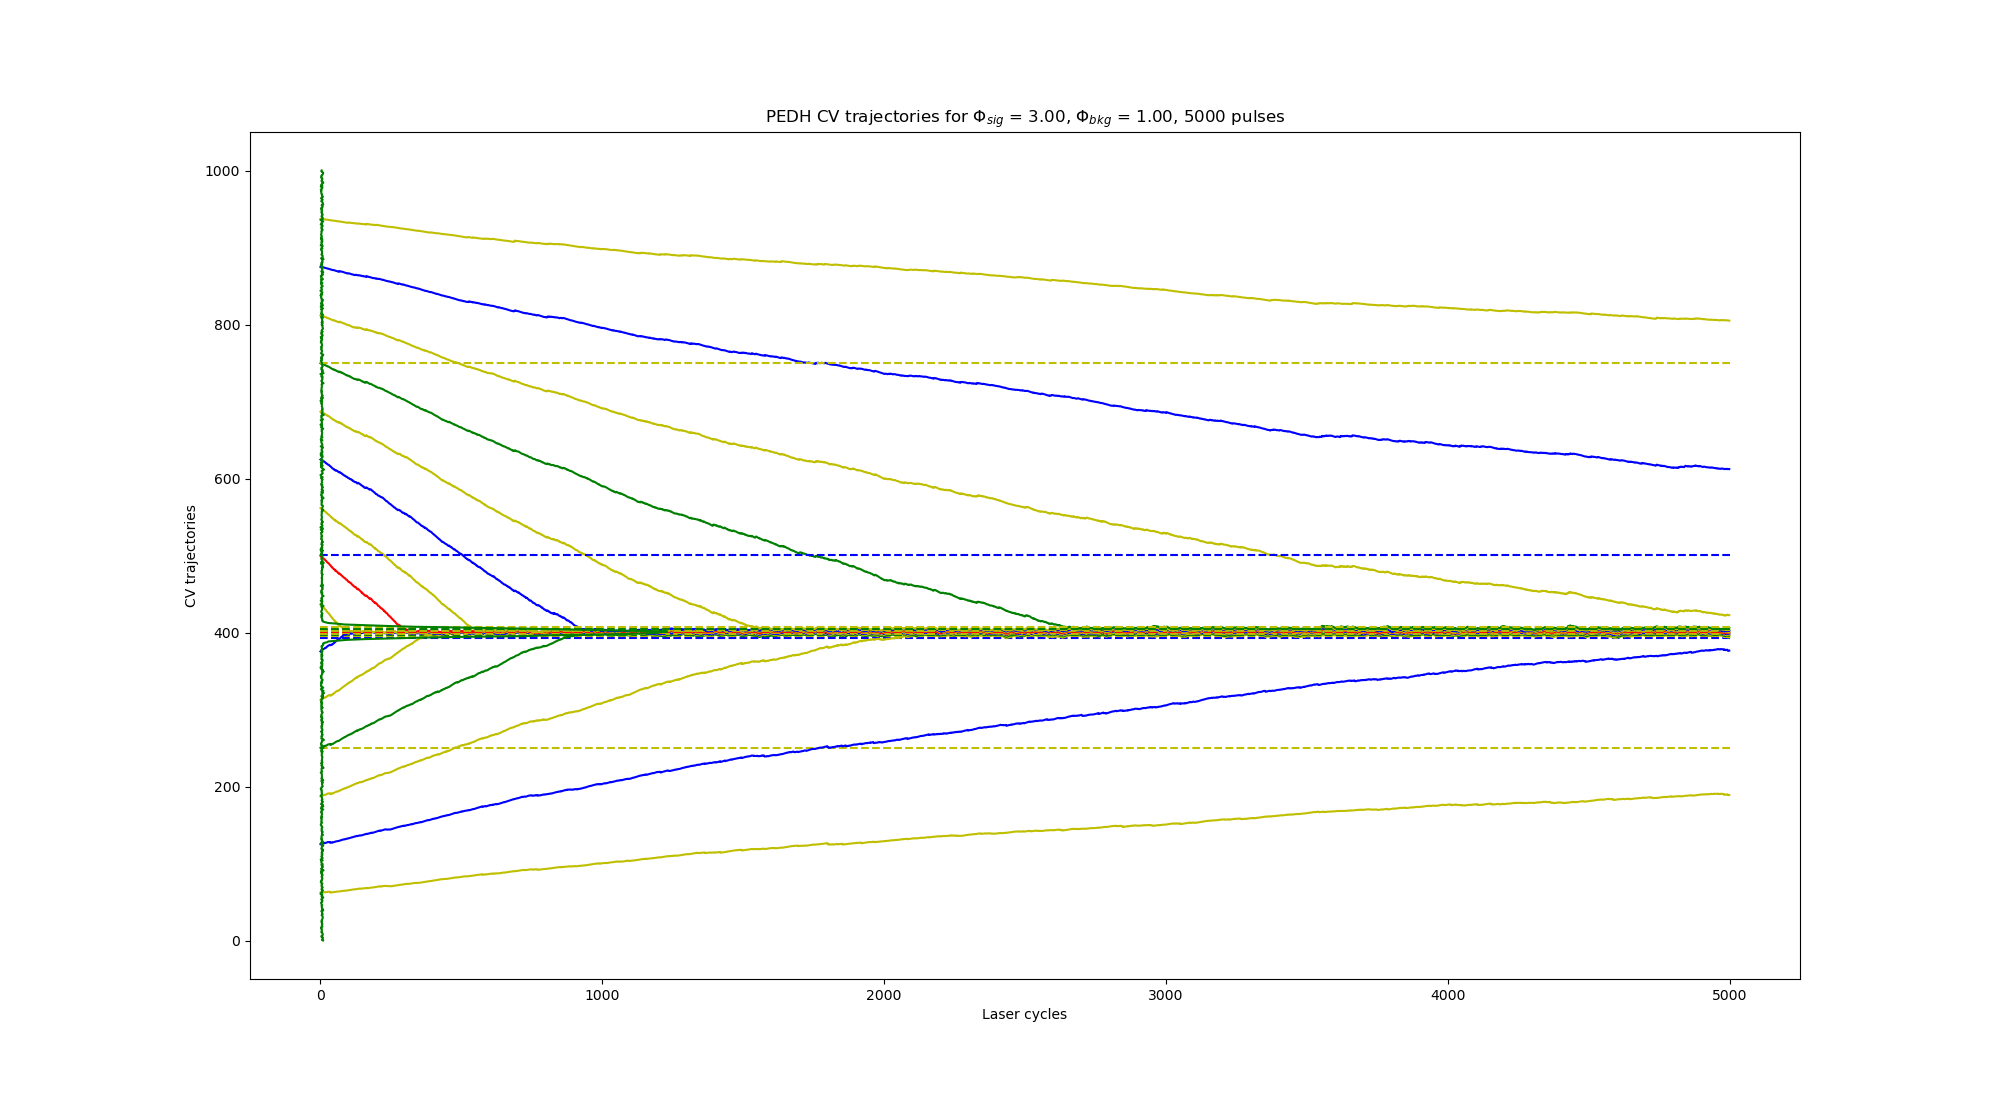 PEDH CV trajectories for Φsig = 3.00, Φbkg = 1.00, 5000 pulses
1000
800
600
400
200
0
CV trajectories
0 1000 2000 3000 4000 5000
Laser cycles